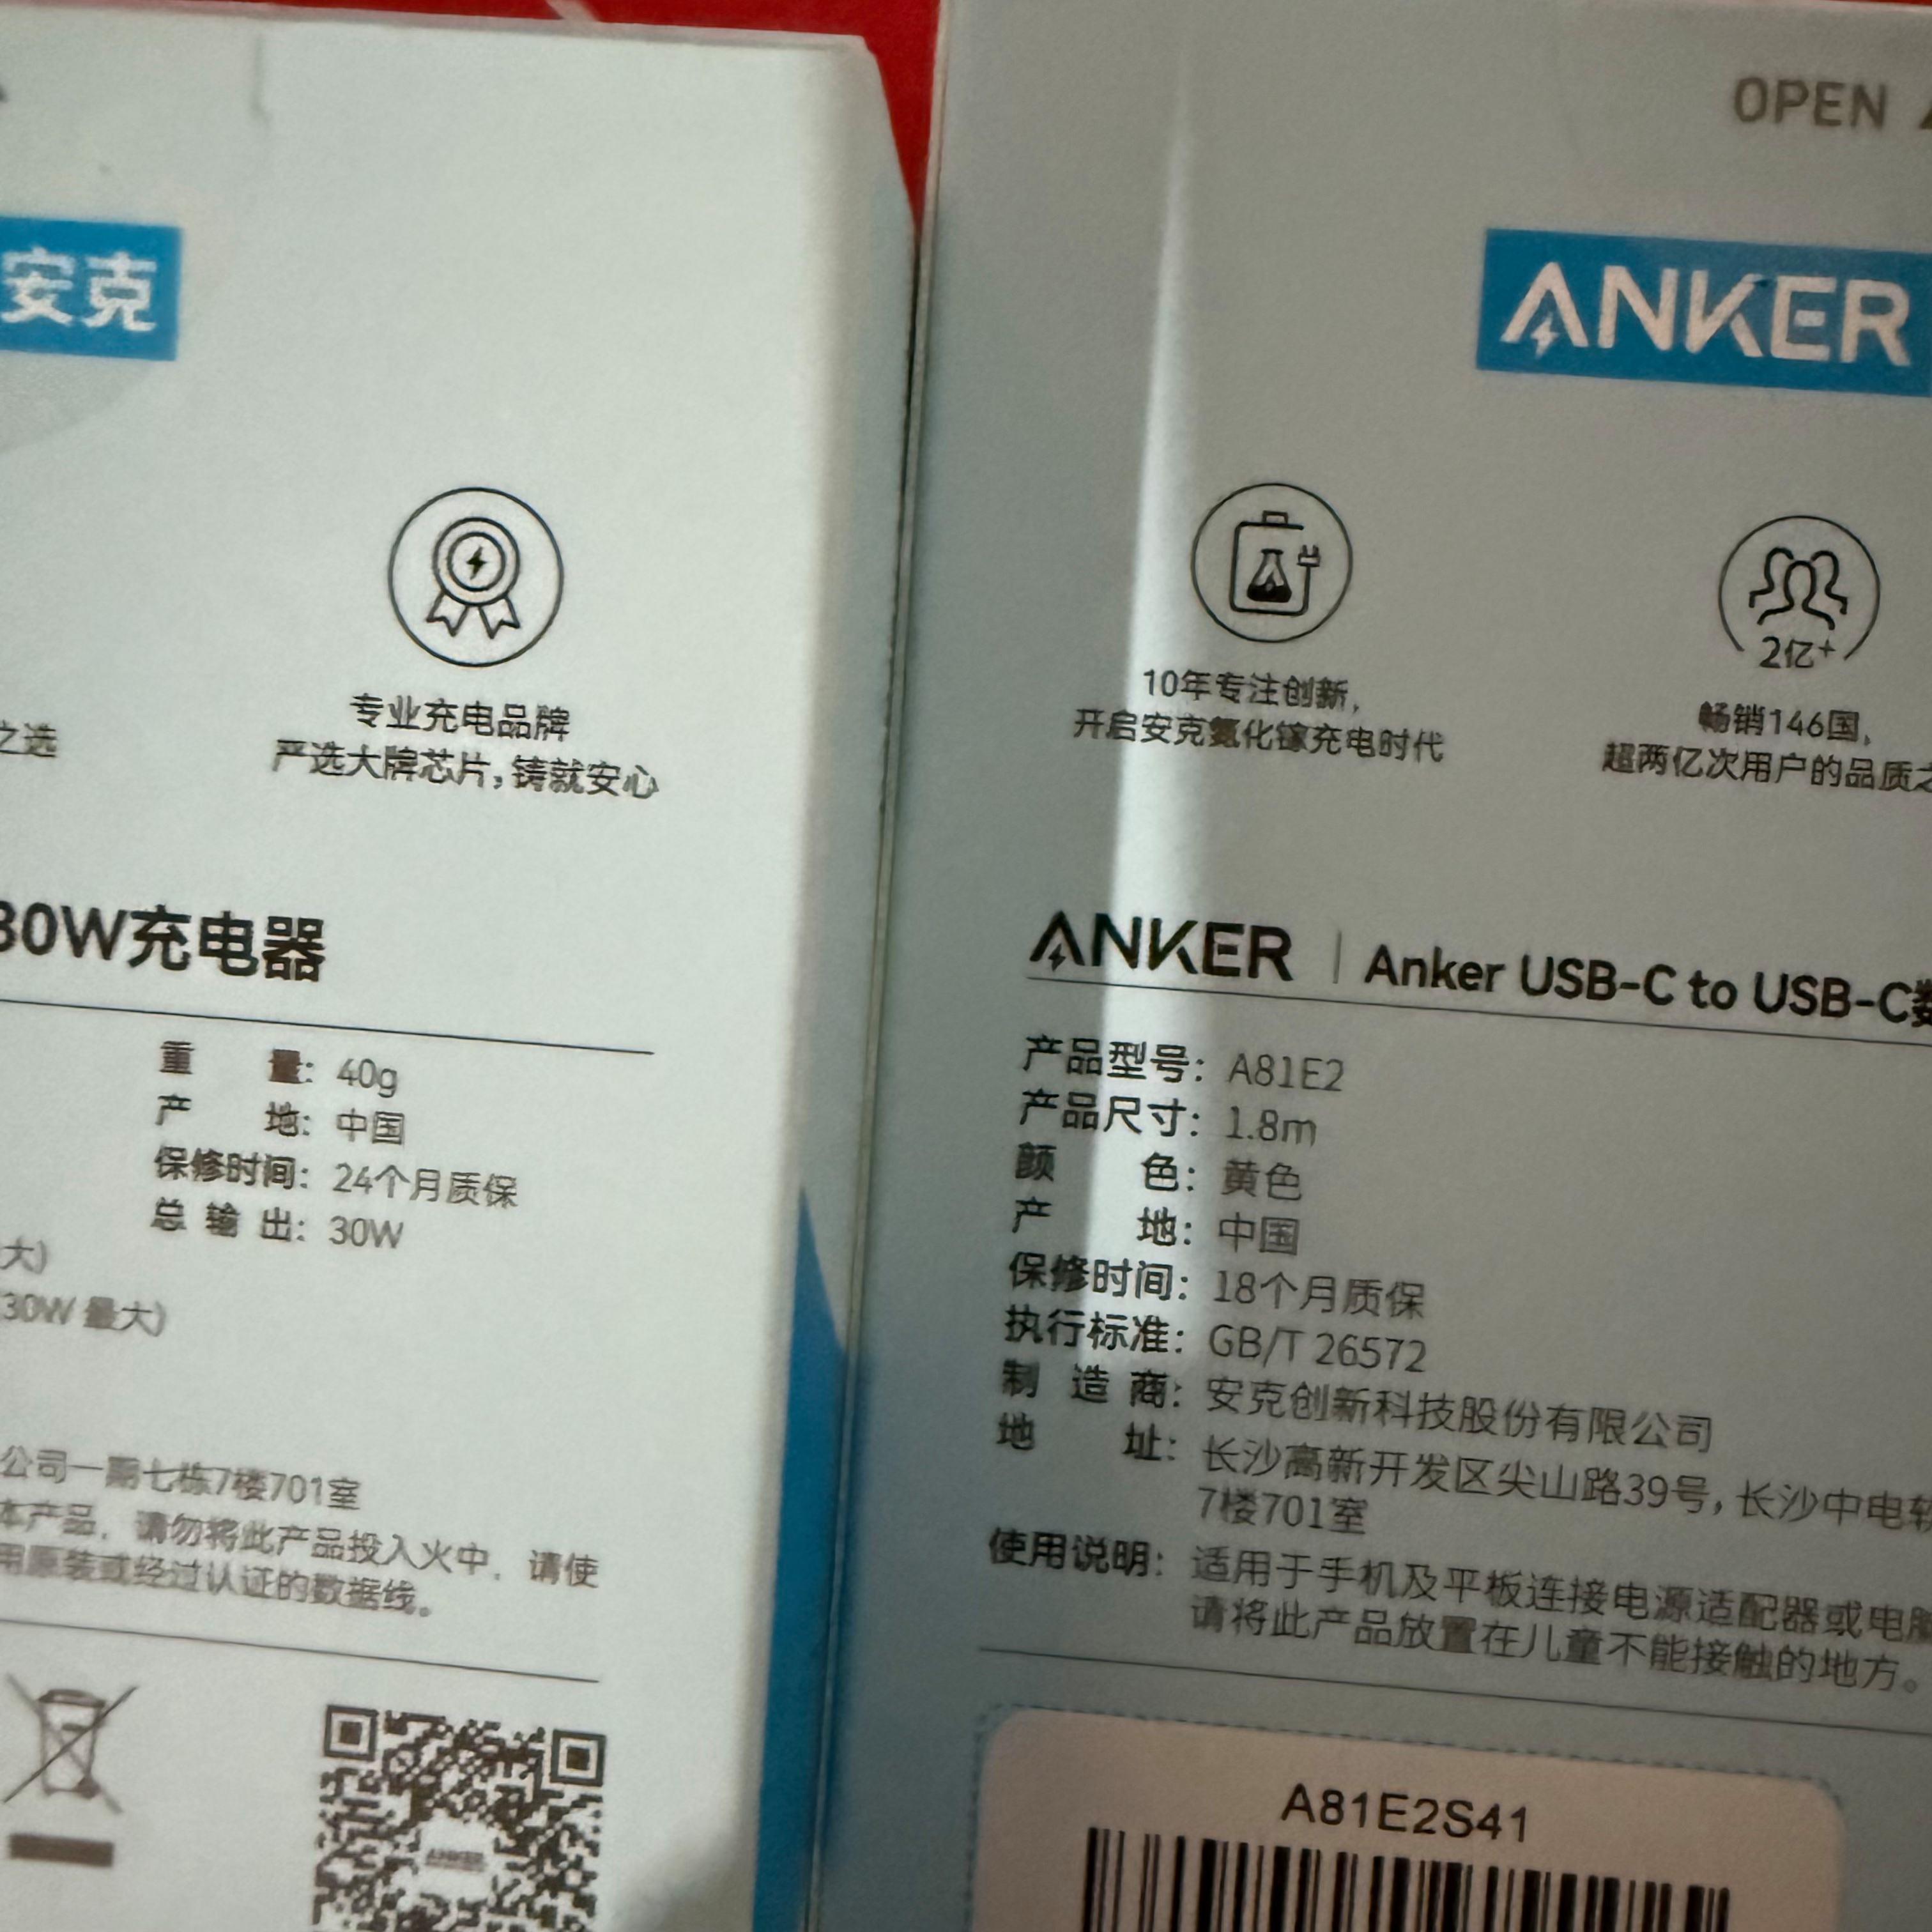 安克
专业充电品牌
严选大牌芯片，铸就安心
之选
30W充电器
重 量：40g
产 地：中国
保修时间：24个月质保
总 输 出：30W
大）
30W 最大）
公司一期七栋7楼701室
本产品，请勿将此产品投入火中，请使
用原装或经过认证的数据线。
OPEN
ANKER
10年专注创新，
开启安克氮化镓充电时代
2亿+
畅销146国，
超两亿次用户的品质之
ANKER | Anker USB-C to USB-C数
产品型号：A81E2
产品尺寸：1.8m
颜 色：黄色
产 地：中国
保修时间：18个月质保
执行标准：GB/T 26572
制 造 商：安克创新科技股份有限公司
地 址：长沙高新开发区尖山路39号，长沙中电软
7楼701室
使用说明：适用于手机及平板连接电源适配器或电脑
请将此产品放置在儿童不能接触的地方。
A81E2S41